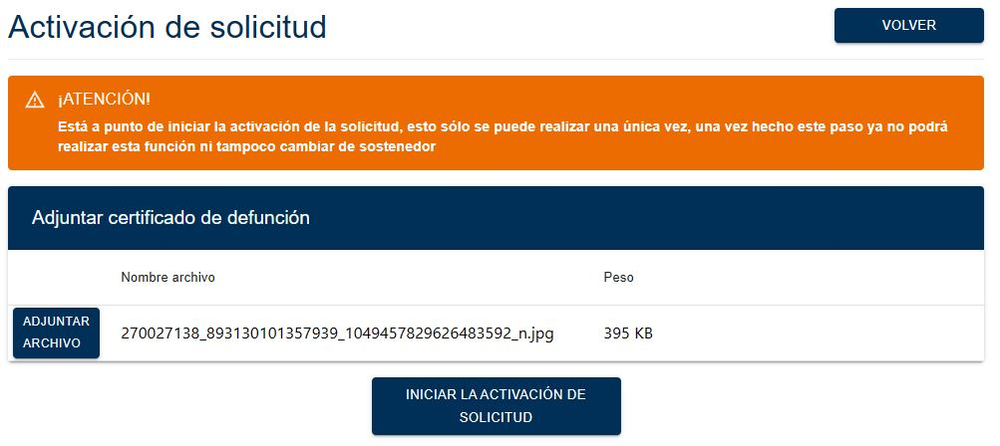 Activación de solicitud
VOLVER
¡ATENCIÓN!
Está a punto de iniciar la activación de la solicitud, esto sólo se puede realizar una única vez, una vez hecho este paso ya no podrá
realizar esta función ni tampoco cambiar de sostenedor
Adjuntar certificado de defunción
Nombre archivo
Peso
ADJUNTAR
ARCHIVO
270027138_893130101357939_1049457829626483592_n.jpg
395 KB
INICIAR LA ACTIVACIÓN DE
SOLICITUD